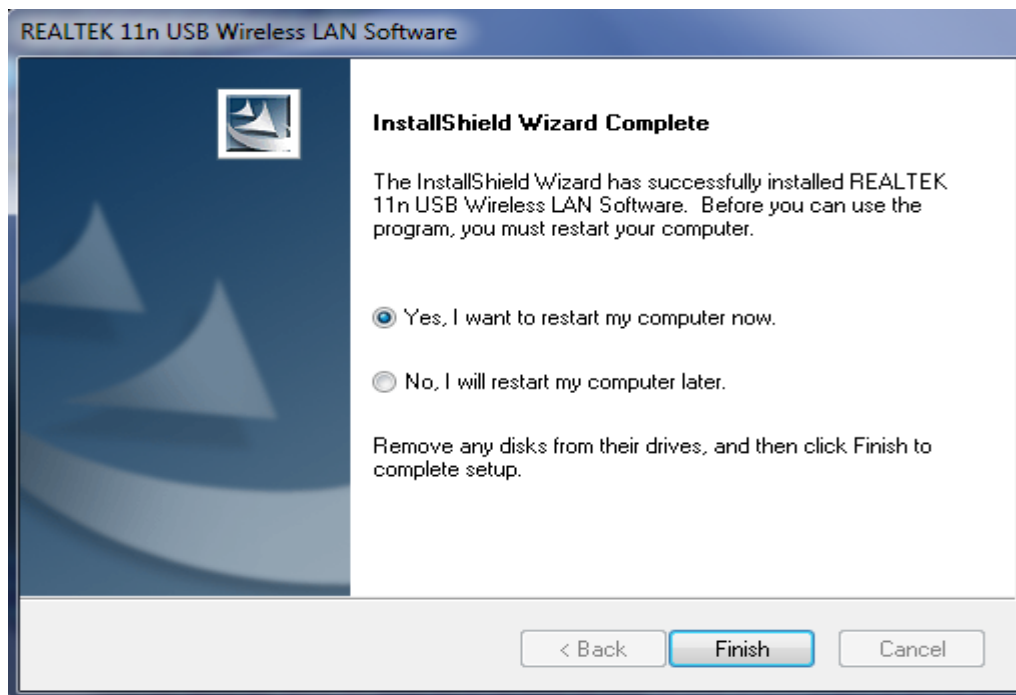 REALTEK 11n USB Wireless LAN Software
InstallShield Wizard Complete
The InstallShield Wizard has successfully installed REALTEK
11n USB Wireless LAN Software.  Before you can use the
program, you must restart your computer.
Yes, I want to restart my computer now.
No, I will restart my computer later.
Remove any disks from their drives, and then click Finish to
complete setup.
< Back
Finish
Cancel